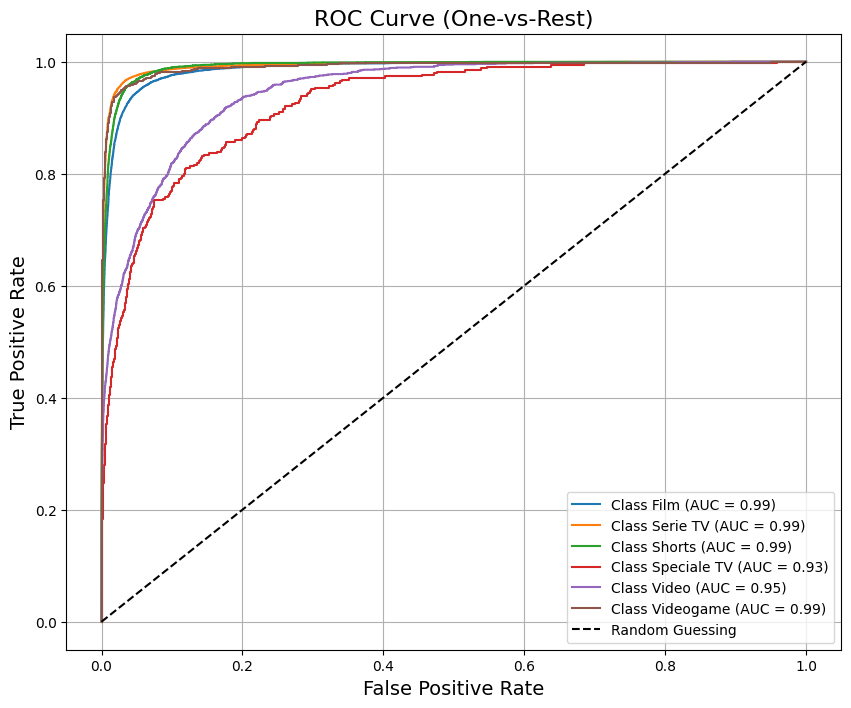 ROC Curve (One-vs-Rest)
True Positive Rate
1.0
0.8
0.6
0.4
0.2
0.0
Class Film (AUC = 0.99)
Class Serie TV (AUC = 0.99)
Class Shorts (AUC = 0.99)
Class Speciale TV (AUC = 0.93)
Class Video (AUC = 0.95)
Class Videogame (AUC = 0.99)
Random Guessing
0.0 0.2 0.4 0.6 0.8 1.0
False Positive Rate